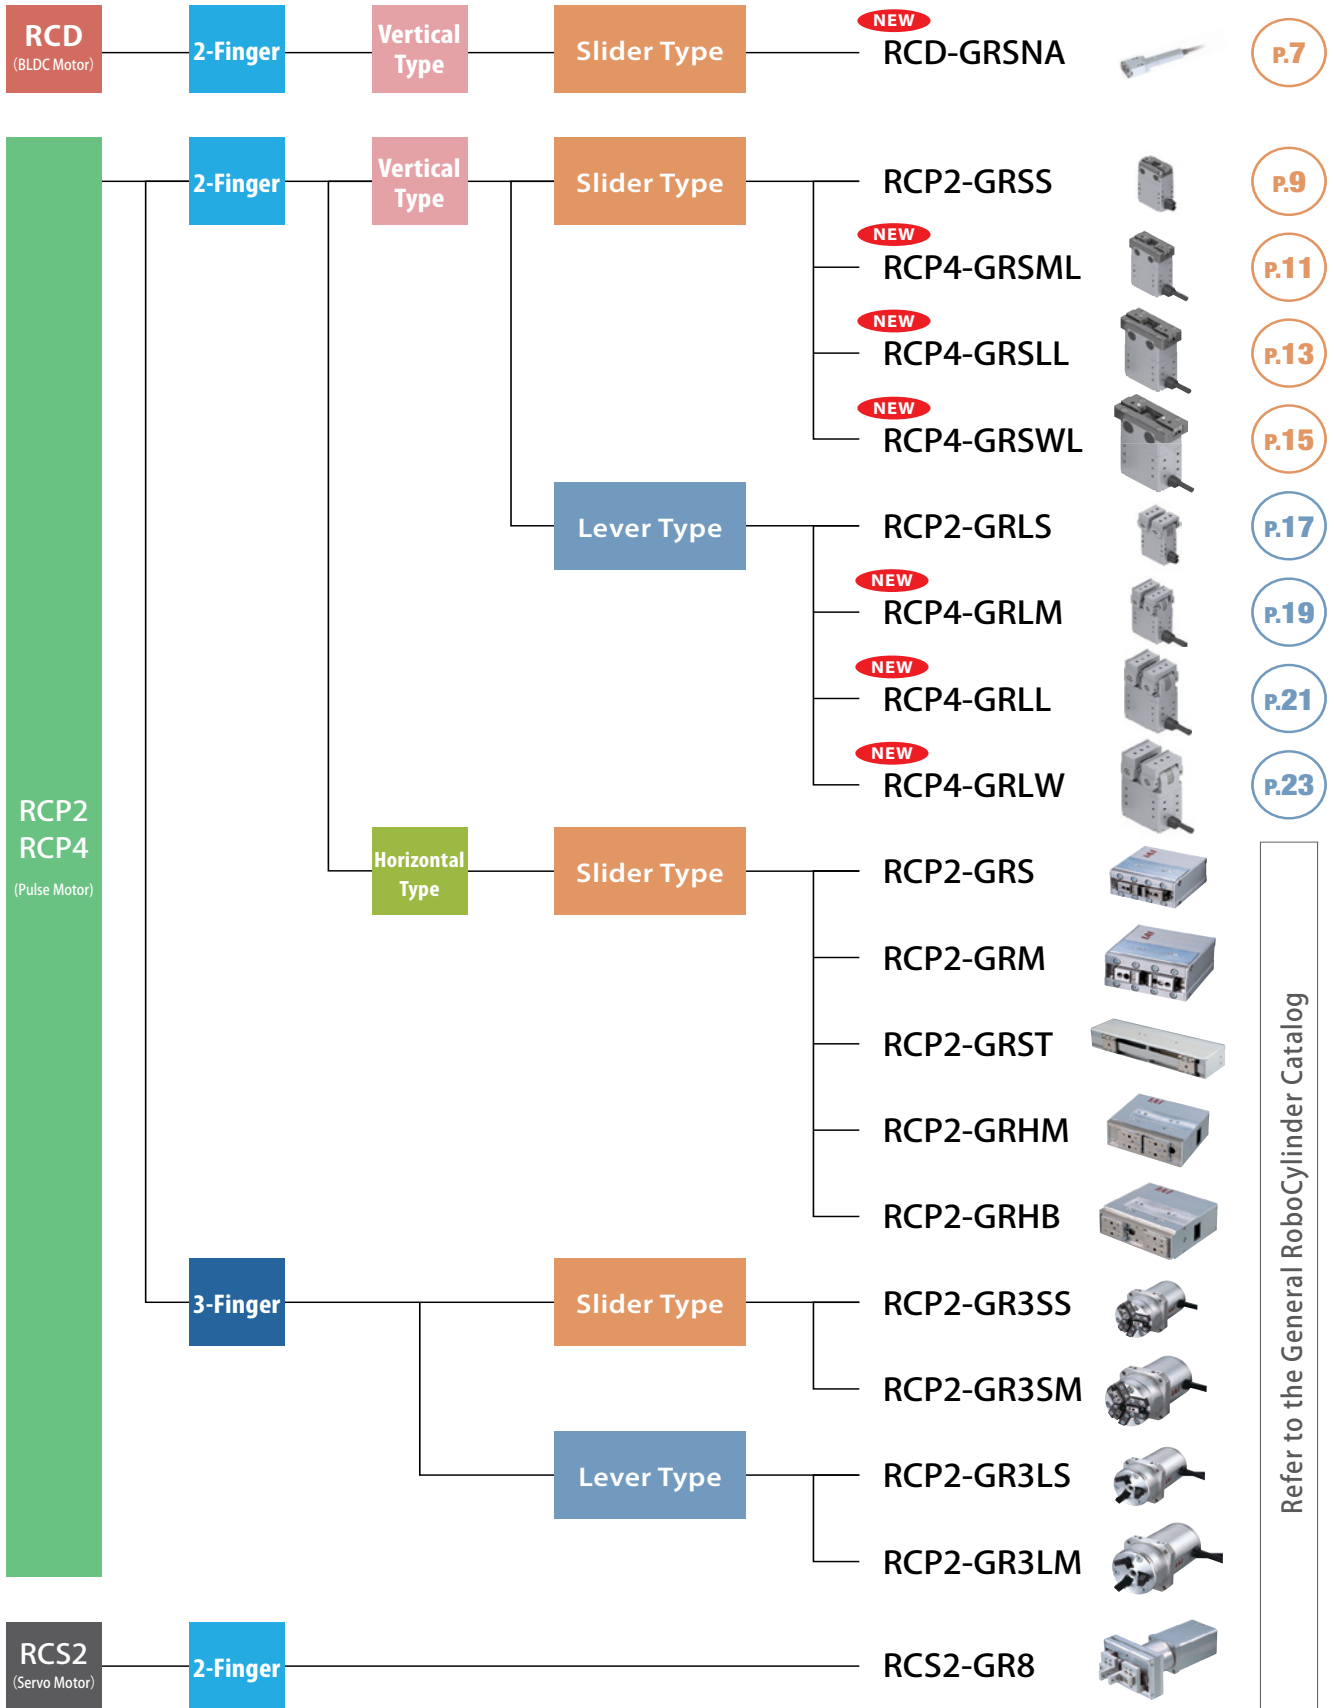 RCD
(BLDC Motor)
2-Finger
Vertical
Type
Slider Type
NEW
RCD-GRSNA
P.7
RCP2
RCP4
(Pulse Motor)
2-Finger
Vertical
Type
Slider Type
RCP2-GRSS
P.9
NEW
RCP4-GRSML
P.11
NEW
RCP4-GRSLL
P.13
NEW
RCP4-GRSWL
P.15
Lever Type
RCP2-GRLS
P.17
NEW
RCP4-GRLM
P.19
NEW
RCP4-GRLL
P.21
NEW
RCP4-GRLW
P.23
Horizontal
Type
Slider Type
RCP2-GRS
RCP2-GRM
RCP2-GRST
RCP2-GRHM
RCP2-GRHB
3-Finger
Slider Type
RCP2-GR3SS
RCP2-GR3SM
Lever Type
RCP2-GR3LS
RCP2-GR3LM
Refer to the General RoboCylinder Catalog
RCS2
(Servo Motor)
2-Finger
RCS2-GR8